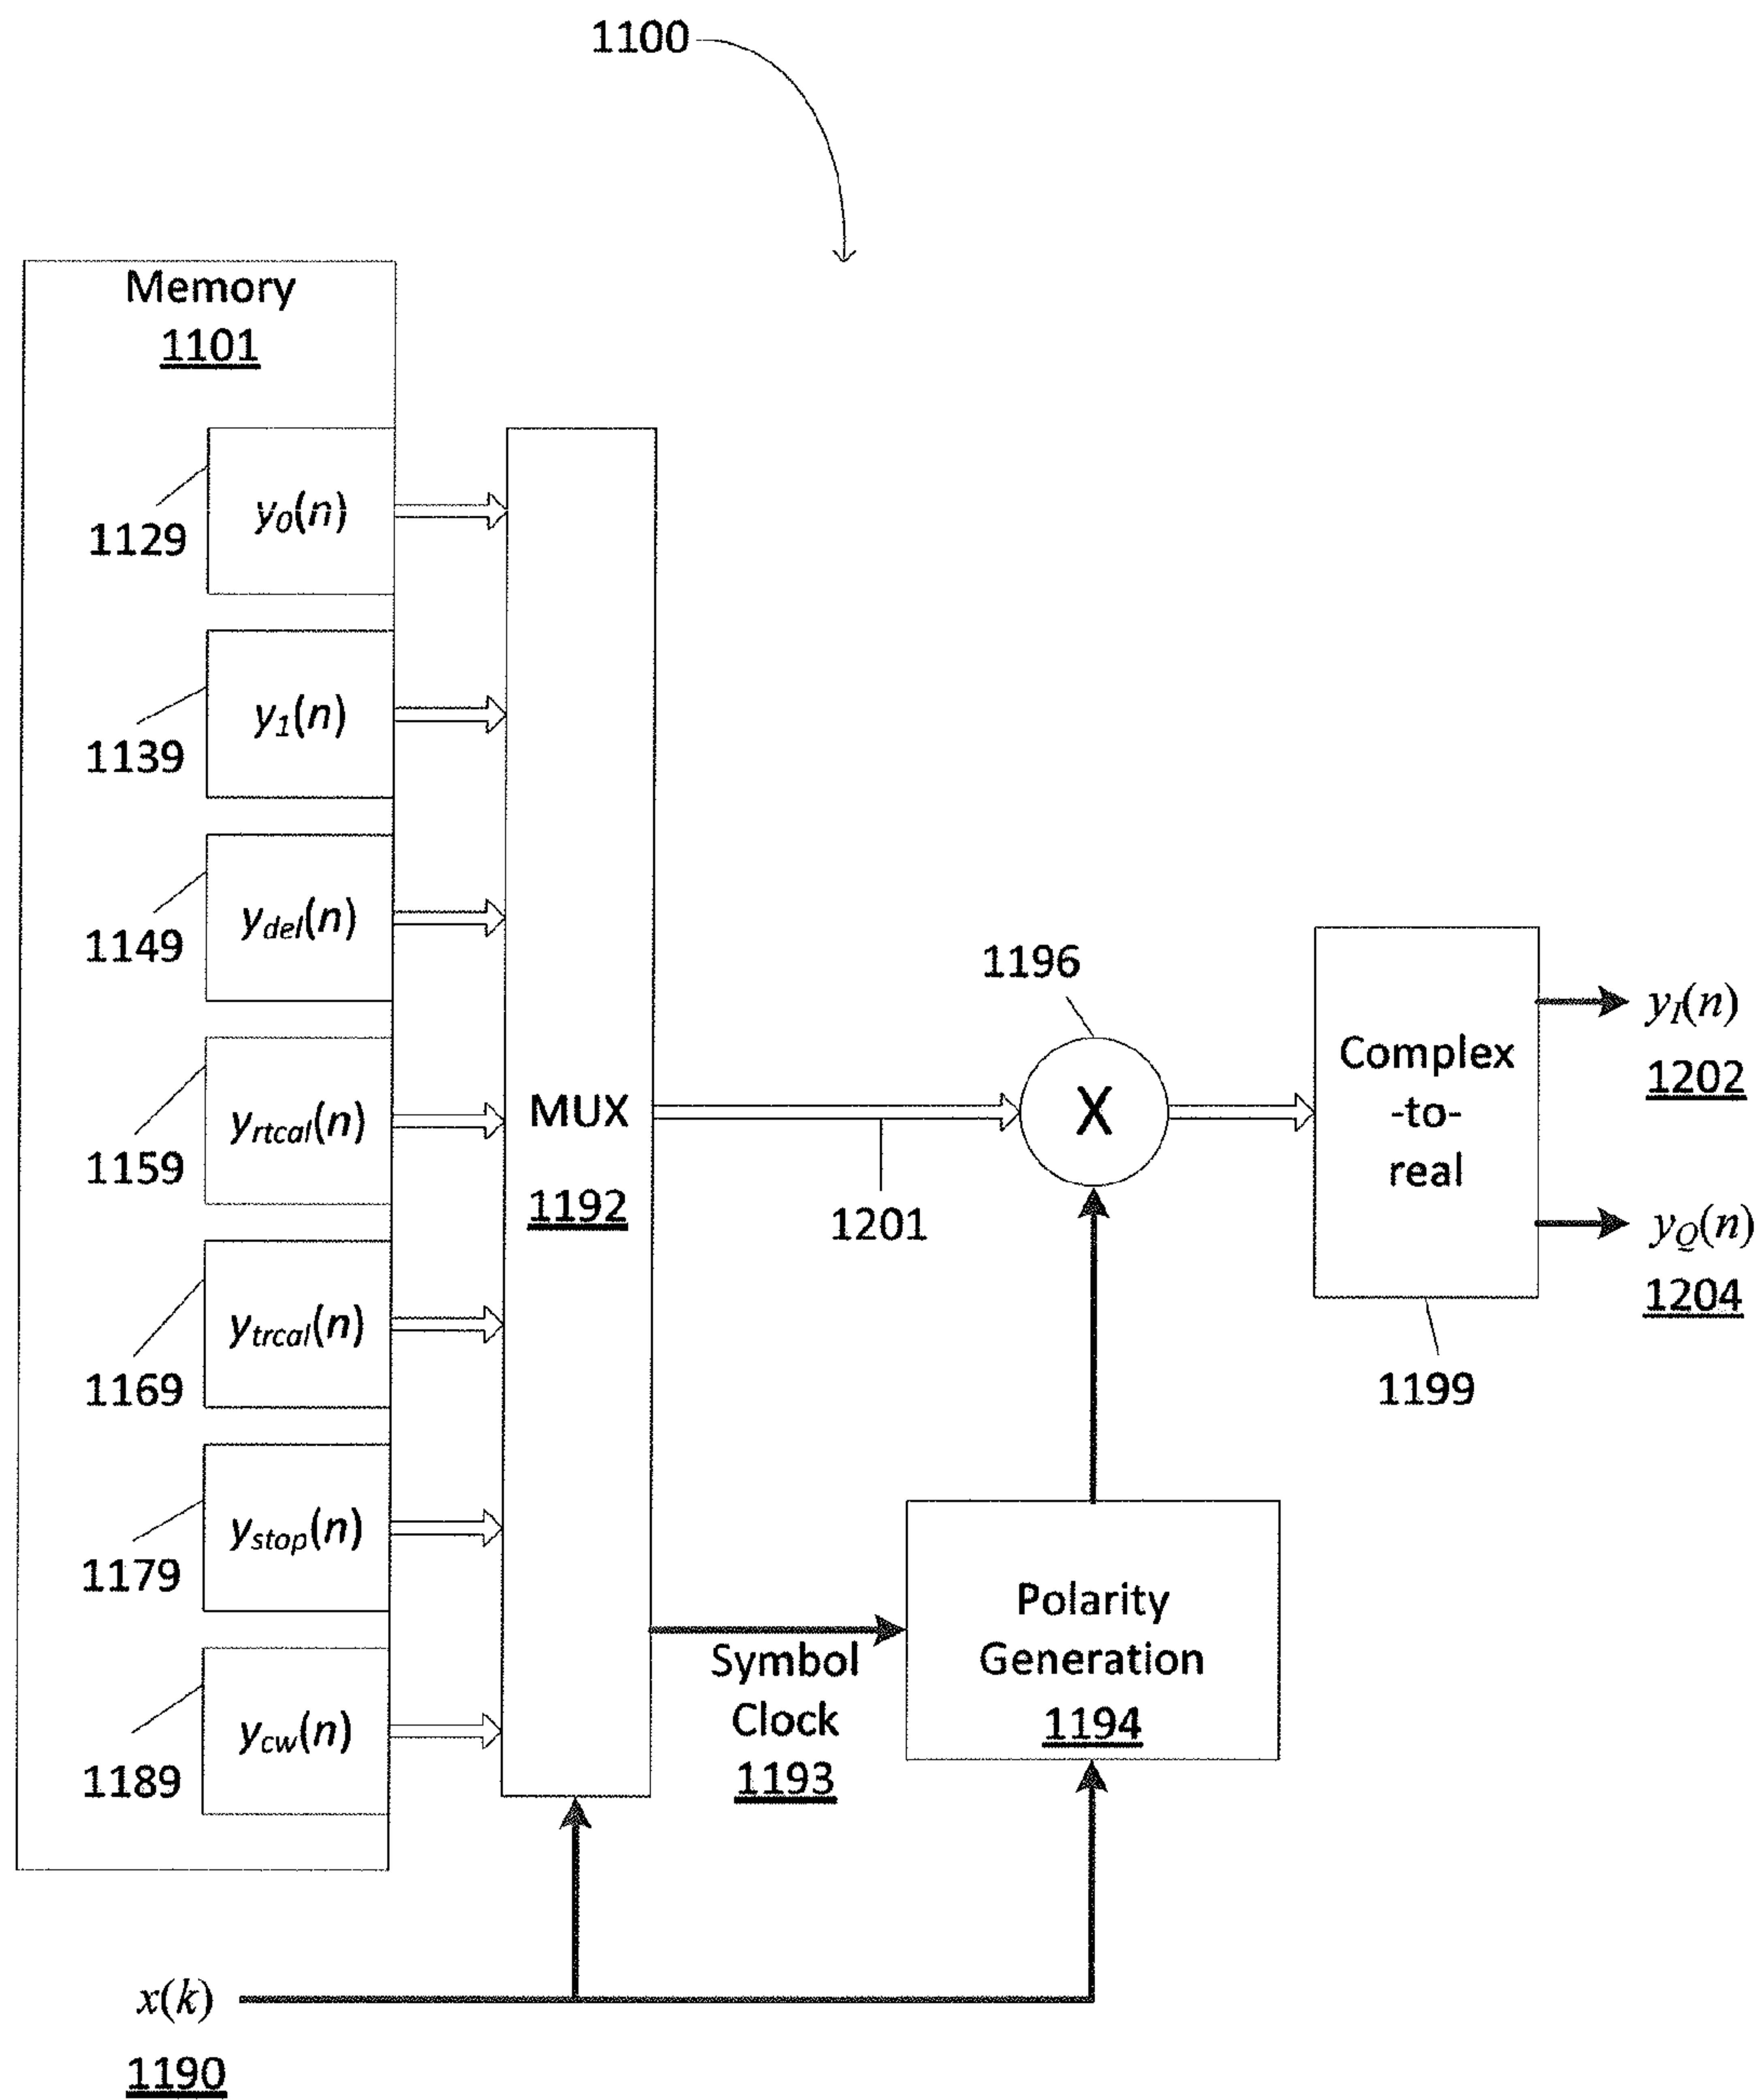 1100
Memory
1101
y0(n)
1129
y1(n)
1139
ydel(n)
1149
yrtcal(n)
1159
ytrcal(n)
1169
ystop(n)
1179
ycw(n)
1189
MUX
1192
1201
1196
X
Complex
-to-
real
1199
yI(n)
1202
yQ(n)
1204
Symbol
Clock
1193
Polarity
Generation
1194
x(k)
1190